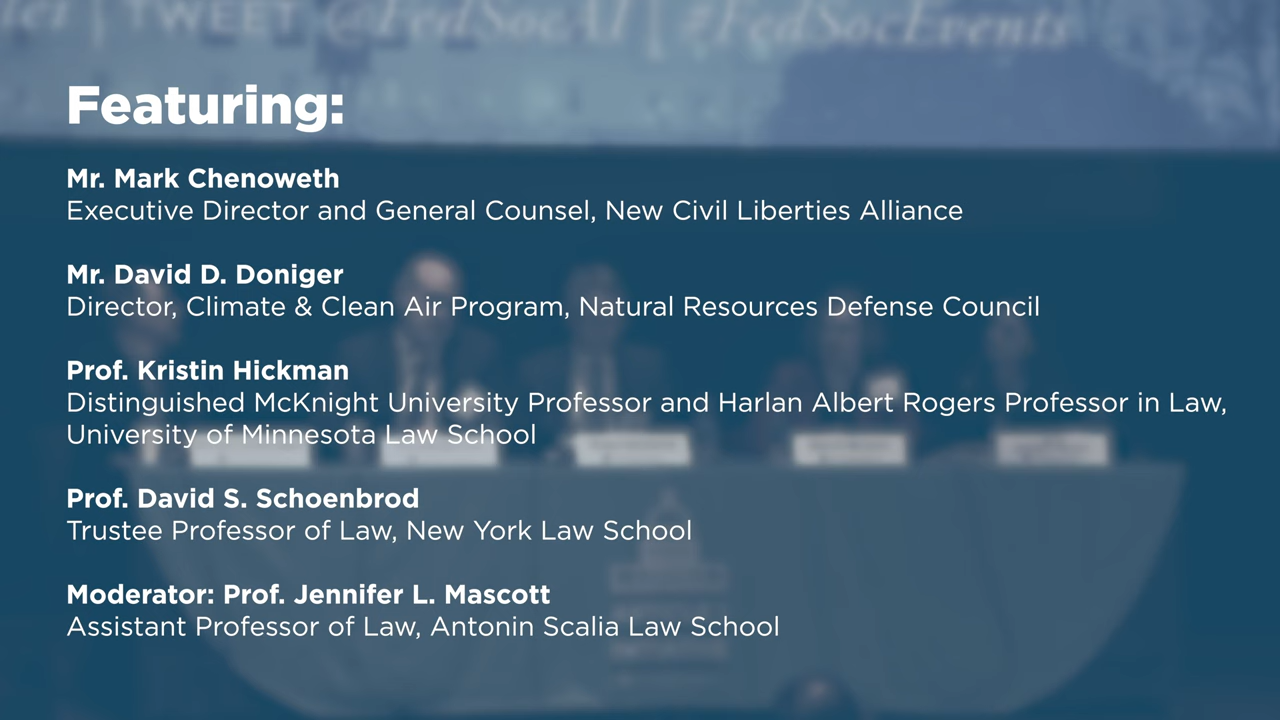 TWEET @FedSocAI | #FedSocEvents
Featuring:
Mr. Mark Chenoweth
Executive Director and General Counsel, New Civil Liberties Alliance
Mr. David D. Doniger
Director, Climate & Clean Air Program, Natural Resources Defense Council
Prof. Kristin Hickman
Distinguished McKnight University Professor and Harlan Albert Rogers Professor in Law,
University of Minnesota Law School
Prof. David S. Schoenbrod
Trustee Professor of Law, New York Law School
Moderator: Prof. Jennifer L. Mascott
Assistant Professor of Law, Antonin Scalia Law School